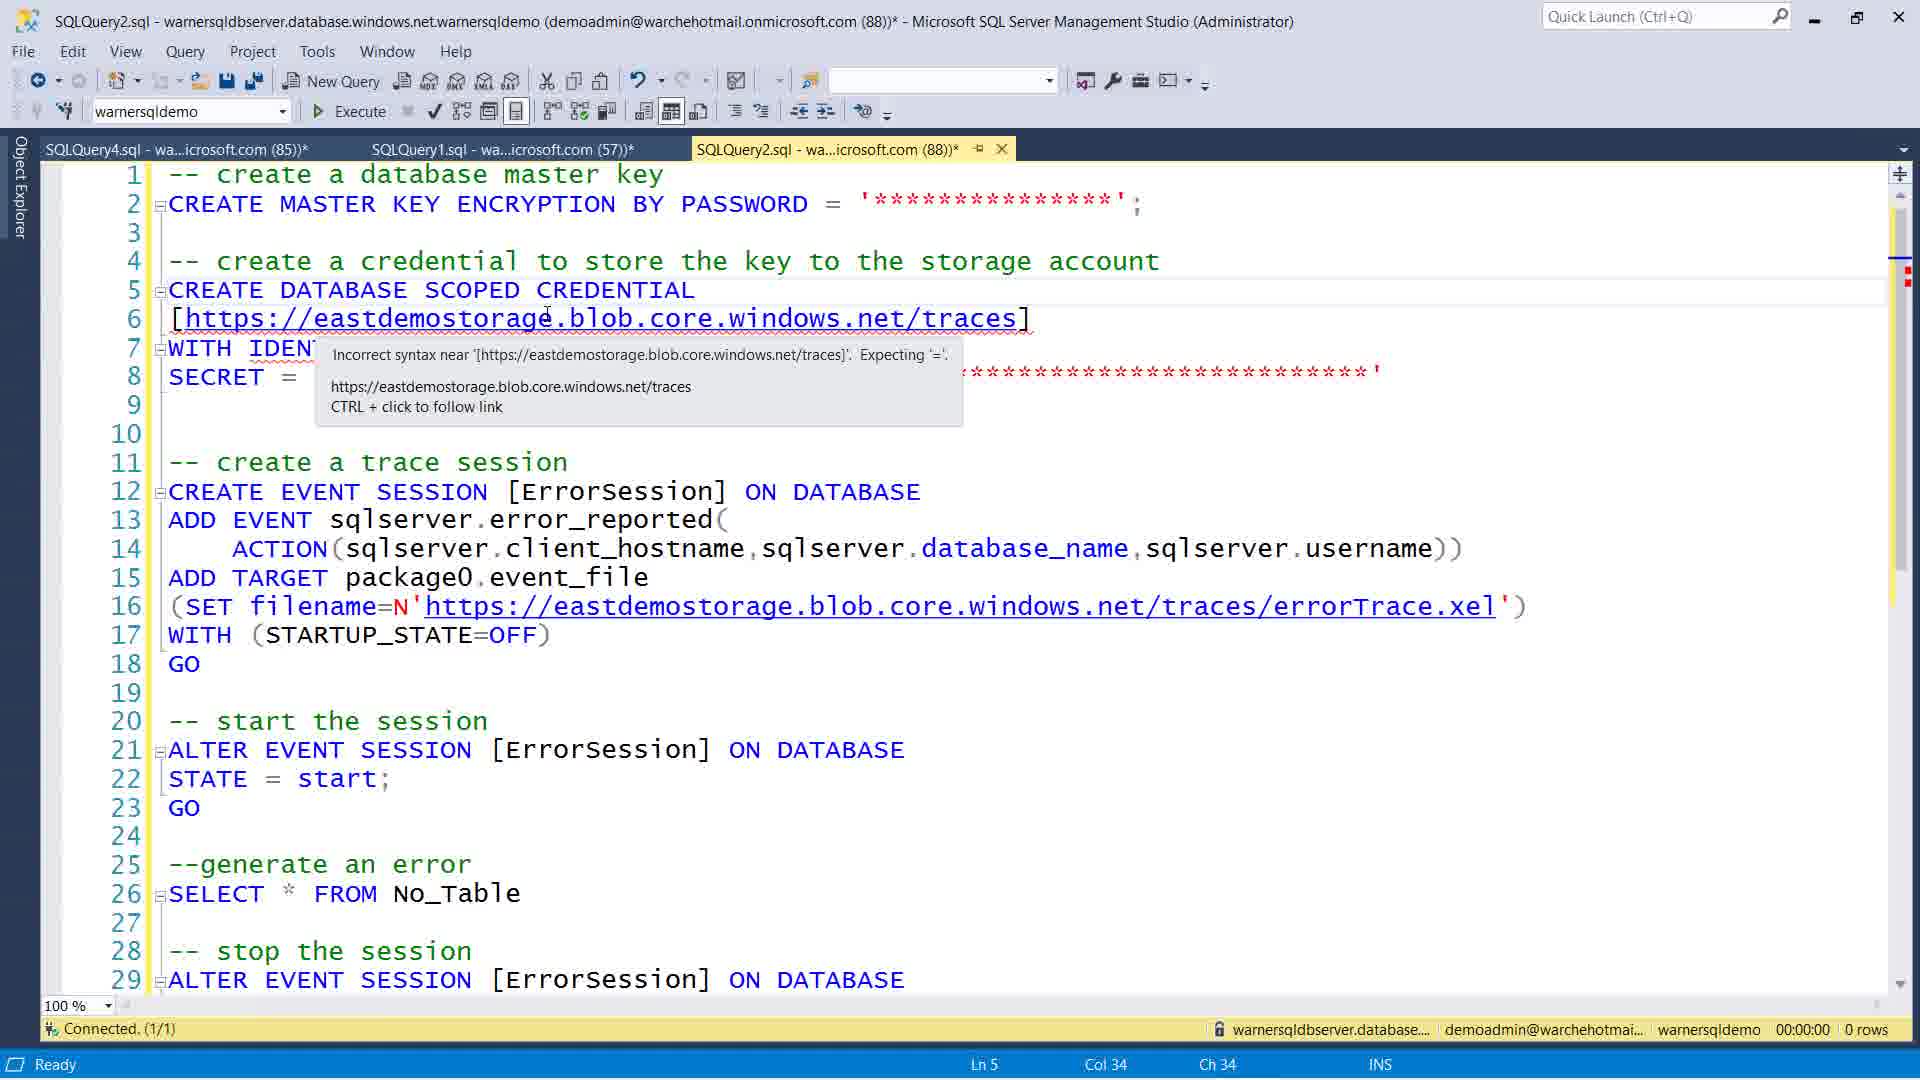 SQLQuery2.sql - warnersqldbserver.database.windows.net.warnersqldemo (demoadmin@warchehotmail.onmicrosoft.com (88))* - Microsoft SQL Server Management Studio (Administrator)
Quick Launch (Ctrl+Q)
File Edit View Query Project Tools Window Help
New Query
warnersqldemo
Execute
Object Explorer
SQLQuery4.sql - wa...icrosoft.com (85))*
SQLQuery1.sql - wa...icrosoft.com (57))*
SQLQuery2.sql - wa...icrosoft.com (88))*
1 -- create a database master key
2 CREATE MASTER KEY ENCRYPTION BY PASSWORD = '***************';
3
4 -- create a credential to store the key to the storage account
5 CREATE DATABASE SCOPED CREDENTIAL
6 [https://eastdemostorage.blob.core.windows.net/traces]
7 WITH IDENT
Incorrect syntax near '[https://eastdemostorage.blob.core.windows.net/traces]'. Expecting '='.
8 SECRET = **************************'
https://eastdemostorage.blob.core.windows.net/traces
CTRL + click to follow link
9
10
11 -- create a trace session
12 CREATE EVENT SESSION [ErrorSession] ON DATABASE
13 ADD EVENT sqlserver.error_reported(
14 ACTION(sqlserver.client_hostname,sqlserver.database_name,sqlserver.username))
15 ADD TARGET package0.event_file
16 (SET filename=N'https://eastdemostorage.blob.core.windows.net/traces/errorTrace.xel')
17 WITH (STARTUP_STATE=OFF)
18 GO
19
20 -- start the session
21 ALTER EVENT SESSION [ErrorSession] ON DATABASE
22 STATE = start;
23 GO
24
25 --generate an error
26 SELECT * FROM No_Table
27
28 -- stop the session
29 ALTER EVENT SESSION [ErrorSession] ON DATABASE
100 %
Connected. (1/1)
warnersqldbserver.database.... demoadmin@warchehotmai... warnersqldemo 00:00:00 0 rows
Ready
Ln 5
Col 34
Ch 34
INS